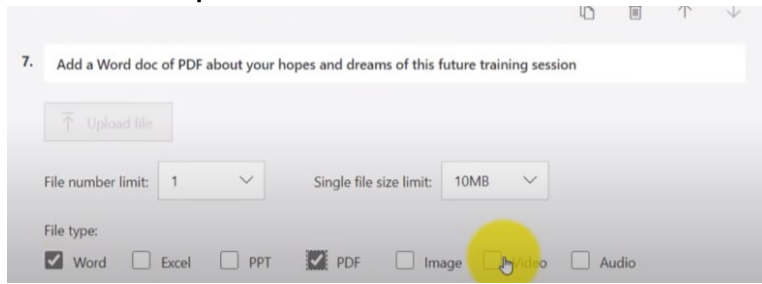 7. Add a Word doc of PDF about your hopes and dreams of this future training session
Upload file
File number limit: 1 Single file size limit: 10MB
File type:
Word Excel PPT PDF Image Video Audio